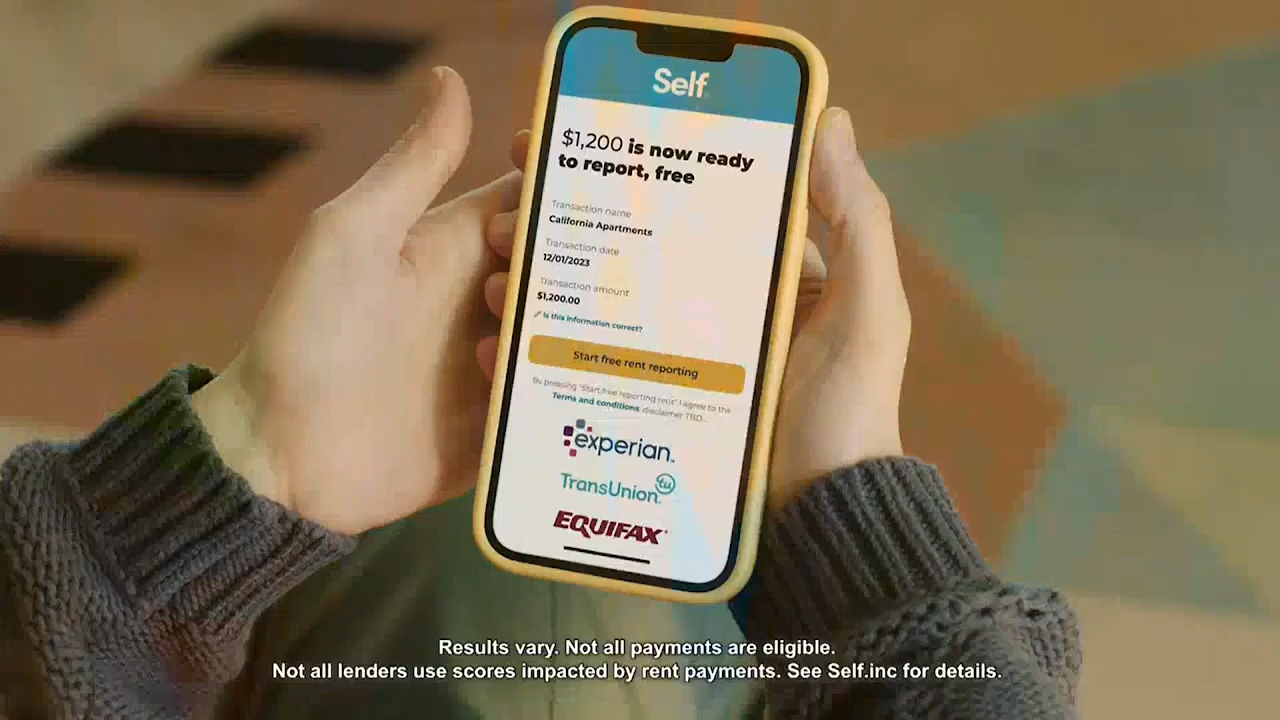 Self.
$1,200 is now ready
to report, free
Transaction name
California Apartments
Transaction date
12/01/2023
Transaction amount
$1,200.00
Is this information correct?
Start free rent reporting
By pressing "Start free reporting rent" I agree to the
Terms and conditions, disclaimer TBD..
experian.
TransUnion. tu
EQUIFAX
Results vary. Not all payments are eligible.
Not all lenders use scores impacted by rent payments. See Self.inc for details.